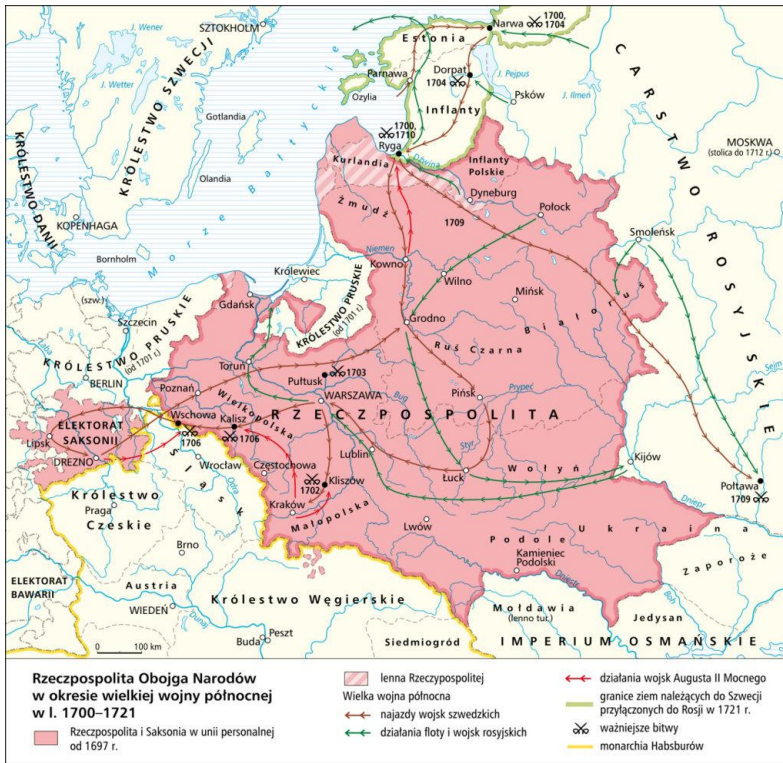 SZTOKHOLM
J. Wener
J. Wetter
KRÓLESTWO SZWECJI
Gotlandia
Olandia
KRÓLESTWO DANII
KOPENHAGA
Bornholm
Morze Bałtyckie
Estonia
Narwa 1700,
1704
Parnawa
Dorpat
1704
J. Pejpus
Ozylia
Inflanty
Psków
J. Ilmeń
CARSTWO ROSYJSKIE
MOSKWA
(stolica do 1712 r.)
1700,
1710
Ryga
Kurlandia
Dźwina
Inflanty
Polskie
Dyneburg
Żmudź
1709
Połock
Smoleńsk
Niemen
Kowno
Wilno
Mińsk
Białoruś
Królewiec
KRÓLESTWO PRUSKIE
(od 1701 r.)
Gdańsk
Grodno
Ruś Czarna
(szw.)
Szczecin
KRÓLESTWO PRUSKIE
(od 1701 r.)
BERLIN
Toruń
Pułtusk
1703
Poznań
Wielkopolska
WARSZAWA
Bug
Pińsk
Prypeć
Sejm
RZECZPOSPOLITA
ELEKTORAT
SAKSONII
Lipsk
DREZNO
Wschowa
1706
Kalisz
1706
Wrocław
Śląsk
Odra
Częstochowa
Lublin
Styr
Łuck
Wołyń
Kijów
Połtawa
1709
Dniepr
1702
Kliszów
Kraków
Małopolska
Lwów
Podole
Ukraina
Kamieniec
Podolski
Dniestr
Boh
Zaporoże
Królestwo
Czeskie
Praga
Brno
ELEKTORAT
BAWARII
Austria
WIEDEŃ
Dunaj
Królestwo Węgierskie
Buda
Peszt
Siedmiogród
Mołdawia
(lenno tur.)
Jedysan
IMPERIUM OSMAŃSKIE
0 100 km
Rzeczpospolita Obojga Narodów
w okresie wielkiej wojny północnej
w l. 1700–1721
Rzeczpospolita i Saksonia w unii personalnej
od 1697 r.
lenna Rzeczypospolitej
Wielka wojna północna
najazdy wojsk szwedzkich
działania floty i wojsk rosyjskich
działania wojsk Augusta II Mocnego
granice ziem należących do Szwecji
przyłączonych do Rosji w 1721 r.
ważniejsze bitwy
monarchia Habsburów